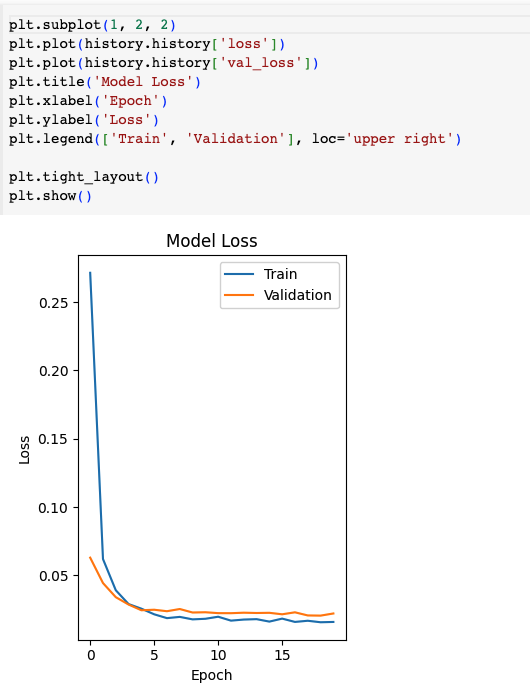 plt.subplot(1, 2, 2)
plt.plot(history.history['loss'])
plt.plot(history.history['val_loss'])
plt.title('Model Loss')
plt.xlabel('Epoch')
plt.ylabel('Loss')
plt.legend(['Train', 'Validation'], loc='upper right')
plt.tight_layout()
plt.show()
Model Loss
Train
Validation
0.25
0.20
0.15
0.10
0.05
Loss
0 5 10 15
Epoch